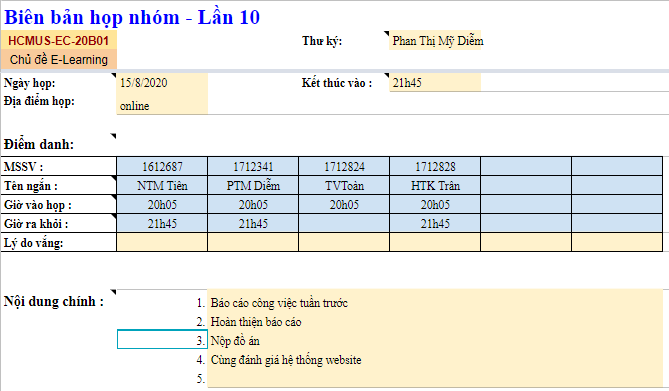 Biên bản họp nhóm - Lần 10
HCMUS-EC-20B01 Thư ký: Phan Thị Mỹ Diễm
Chủ đề E-Learning
Ngày họp: 15/8/2020 Kết thúc vào : 21h45
Địa điểm họp: online
Điểm danh:
MSSV : 1612687 1712341 1712824 1712828
Tên ngắn : NTM Tiên PTM Diễm TVToàn HTK Trân
Giờ vào họp : 20h05 20h05 20h05 20h05
Giờ ra khỏi : 21h45 21h45 21h45
Lý do vắng:
Nội dung chính : 1. Báo cáo công việc tuần trước
2. Hoàn thiện báo cáo
3. Nộp đồ án
4. Cùng đánh giá hệ thống website
5.